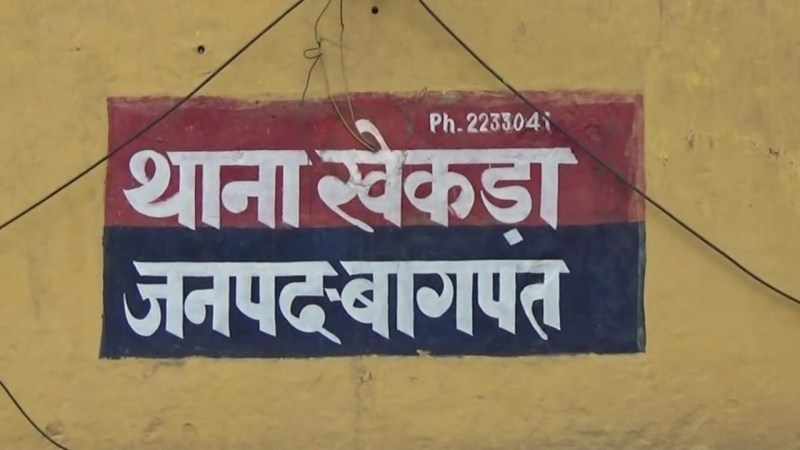 Ph. 2233041
थाना खेकड़ा
जनपद-बागपत